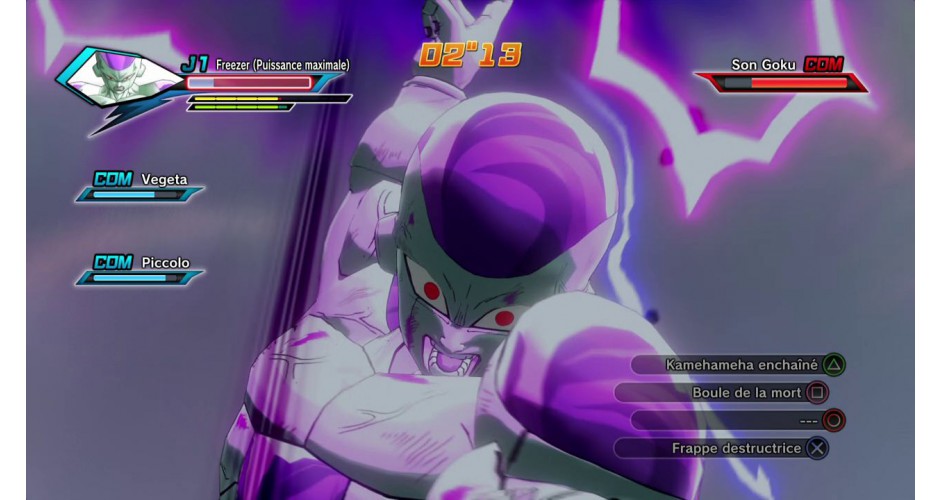 02"13
J1 Freezer (Puissance maximale)
Son Goku COM
COM Vegeta
COM Piccolo
Kamehameha enchaîné
Boule de la mort
---
Frappe destructrice